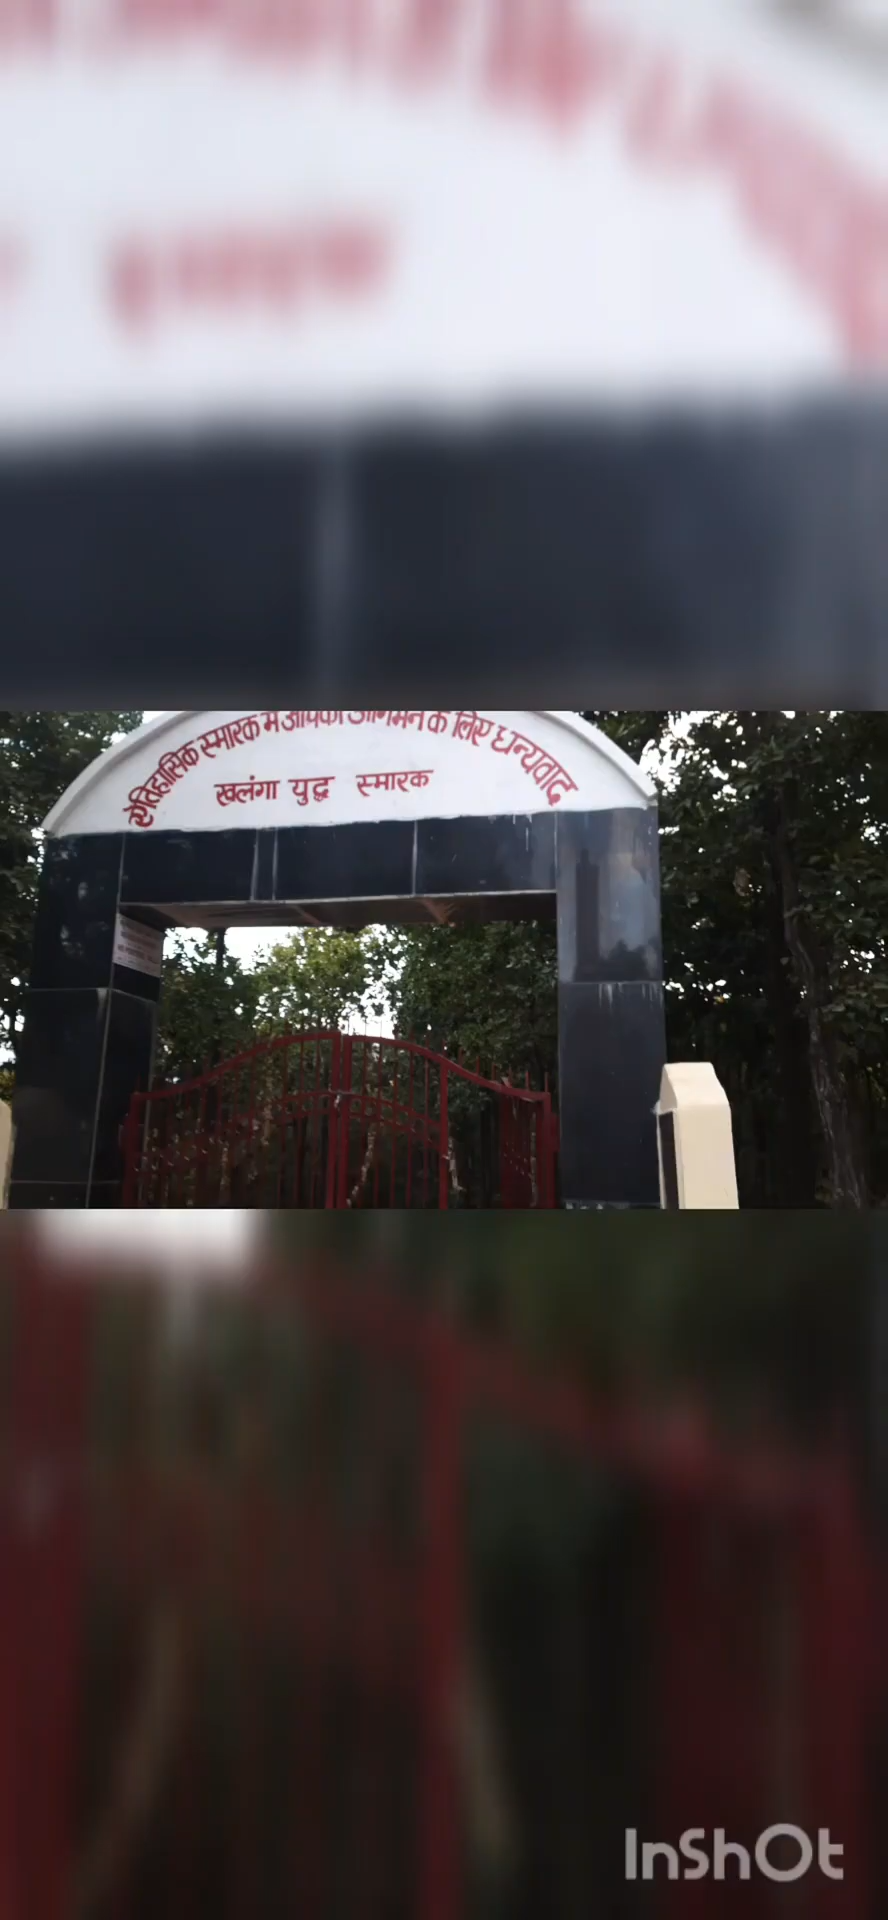 ऐतिहासिक स्मारक में आपका आगमन के लिए धन्यवाद
खलंगा युद्ध स्मारक
InShOt